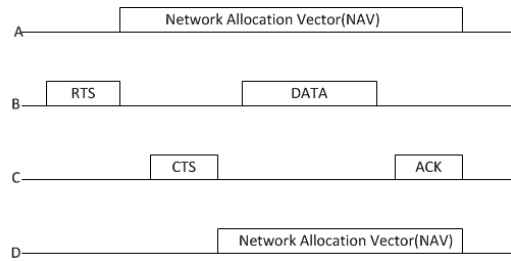 A Network Allocation Vector(NAV)
B RTS DATA
C CTS ACK
D Network Allocation Vector(NAV)